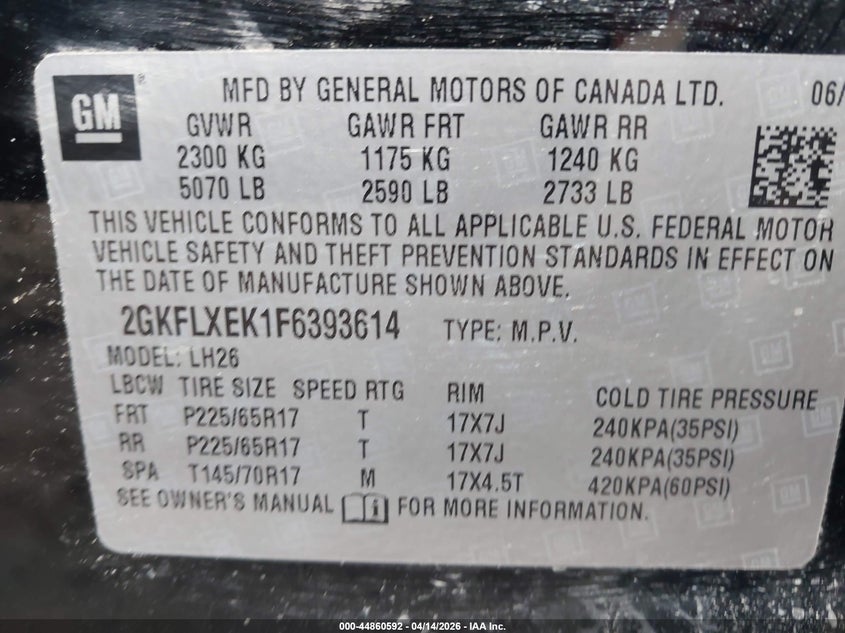 GM ®
MFD BY GENERAL MOTORS OF CANADA LTD. 06/
GVWR GAWR FRT GAWR RR
2300 KG 1175 KG 1240 KG
5070 LB 2590 LB 2733 LB
THIS VEHICLE CONFORMS TO ALL APPLICABLE U.S. FEDERAL MOTOR
VEHICLE SAFETY AND THEFT PREVENTION STANDARDS IN EFFECT ON
THE DATE OF MANUFACTURE SHOWN ABOVE.
2GKFLXEK1F6393614 TYPE: M.P.V.
MODEL: LH26
LBCW TIRE SIZE SPEED RTG RIM COLD TIRE PRESSURE
FRT P225/65R17 T 17X7J 240KPA(35PSI)
RR P225/65R17 T 17X7J 240KPA(35PSI)
SPA T145/70R17 M 17X4.5T 420KPA(60PSI)
SEE OWNER'S MANUAL i FOR MORE INFORMATION.
000-44860592 - 04/14/2026 - IAA Inc.